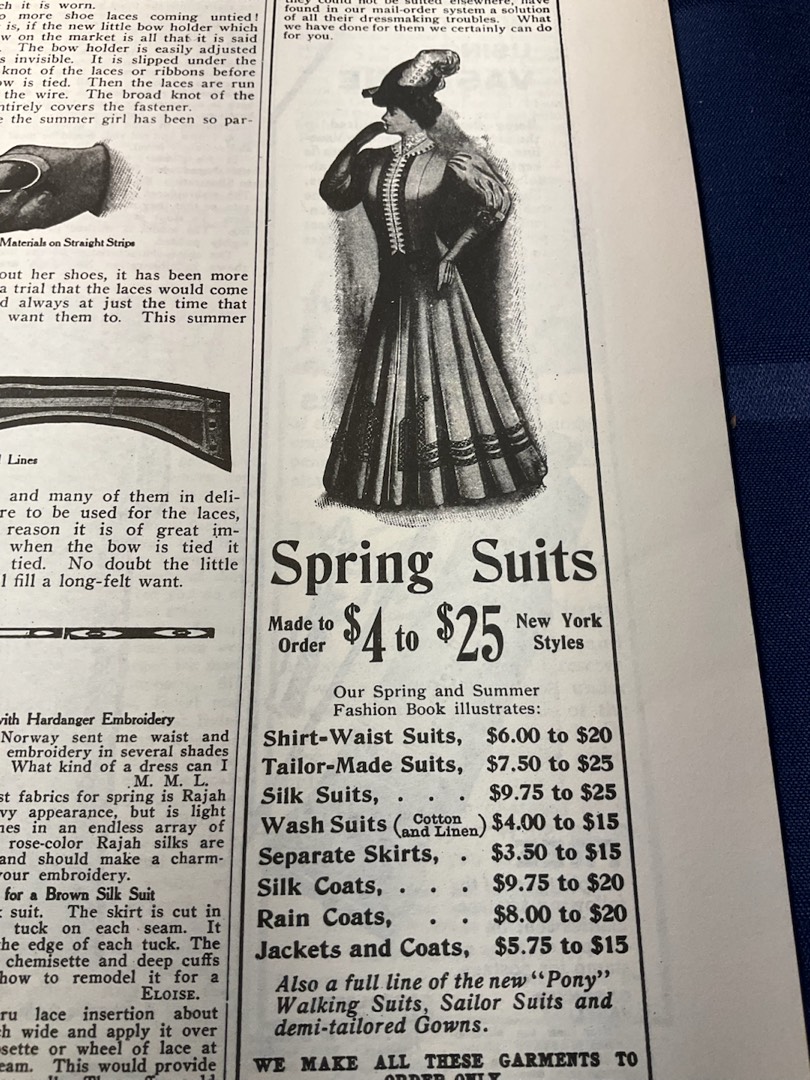 ch it is worn.
o more shoe laces coming untied!
is, if the new little bow holder which
w on the market is all that it is said
The bow holder is easily adjusted
s invisible. It is slipped under the
knot of the laces or ribbons before
ow is tied. Then the laces are run
the wire. The broad knot of the
ntirely covers the fastener.
e the summer girl has been so par-
Materials on Straight Strips
out her shoes, it has been more
a trial that the laces would come
d always at just the time that
want them to. This summer
Lines
and many of them in deli-
re to be used for the laces,
reason it is of great im-
when the bow is tied it
tied. No doubt the little
l fill a long-felt want.
with Hardanger Embroidery
Norway sent me waist and
embroidery in several shades
What kind of a dress can I
M. M. L.
st fabrics for spring is Rajah
vy appearance, but is light
mes in an endless array of
rose-color Rajah silks are
and should make a charm-
your embroidery.
for a Brown Silk Suit
suit. The skirt is cut in
tuck on each seam. It
the edge of each tuck. The
chemisette and deep cuffs
how to remodel it for a
ELOISE.
ru lace insertion about
ch wide and apply it over
sette or wheel of lace at
eam. This would provide
they could not be suited elsewhere, have
found in our mail-order system a solution
of all their dressmaking troubles. What
we have done for them we certainly can do
for you.
Spring Suits
Made to Order $4 to $25 New York Styles
Our Spring and Summer
Fashion Book illustrates:
Shirt-Waist Suits, $6.00 to $20
Tailor-Made Suits, $7.50 to $25
Silk Suits, . . . $9.75 to $25
Wash Suits (Cotton and Linen) $4.00 to $15
Separate Skirts, . $3.50 to $15
Silk Coats, . . . $9.75 to $20
Rain Coats, . . $8.00 to $20
Jackets and Coats, $5.75 to $15
Also a full line of the new "Pony"
Walking Suits, Sailor Suits and
demi-tailored Gowns.
WE MAKE ALL THESE GARMENTS TO
ORDER ONLY